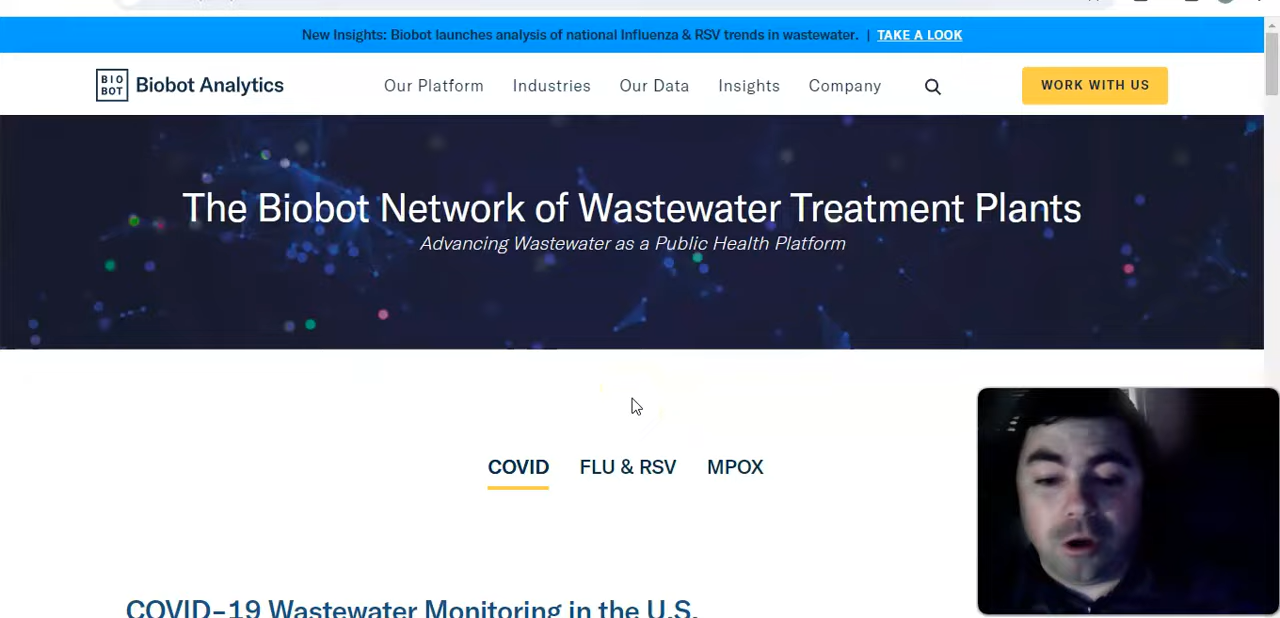 New Insights: Biobot launches analysis of national Influenza & RSV trends in wastewater. | TAKE A LOOK
BIO
BOT
Biobot Analytics
Our Platform
Industries
Our Data
Insights
Company
WORK WITH US
The Biobot Network of Wastewater Treatment Plants
Advancing Wastewater as a Public Health Platform
COVID
FLU & RSV
MPOX
COVID-19 Wastewater Monitoring in the U.S.